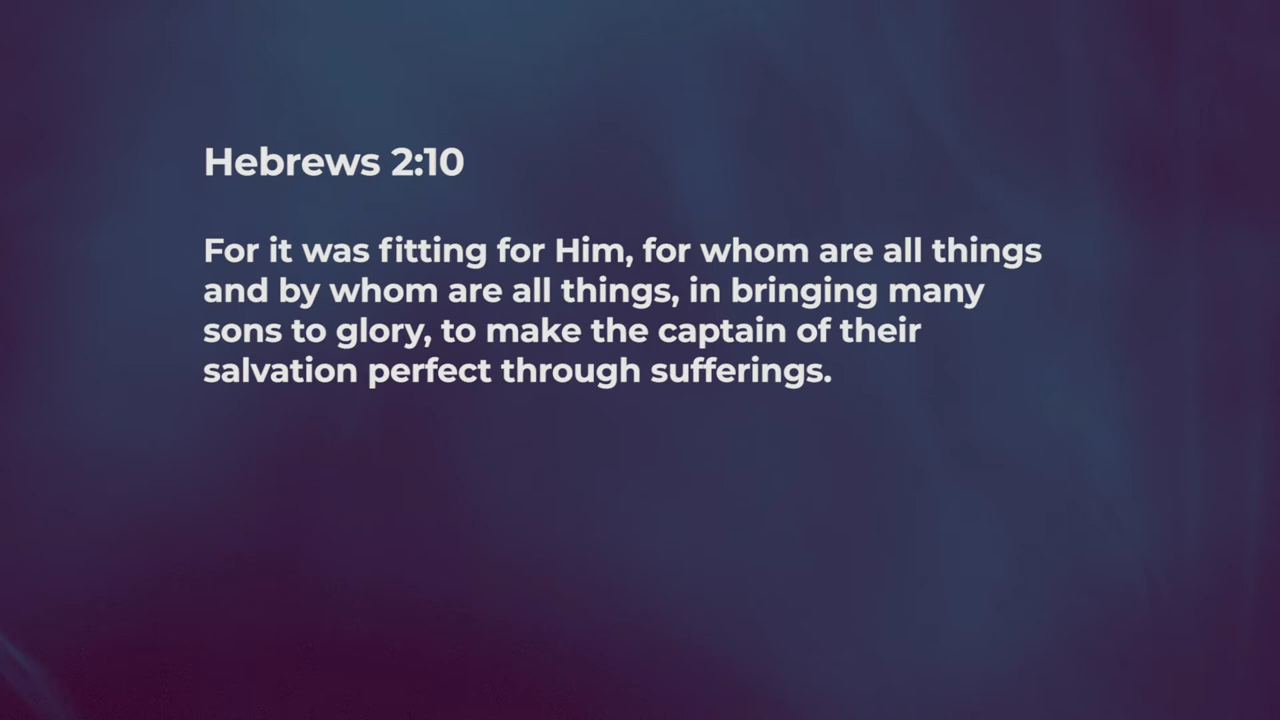 Hebrews 2:10
For it was fitting for Him, for whom are all things
and by whom are all things, in bringing many
sons to glory, to make the captain of their
salvation perfect through sufferings.